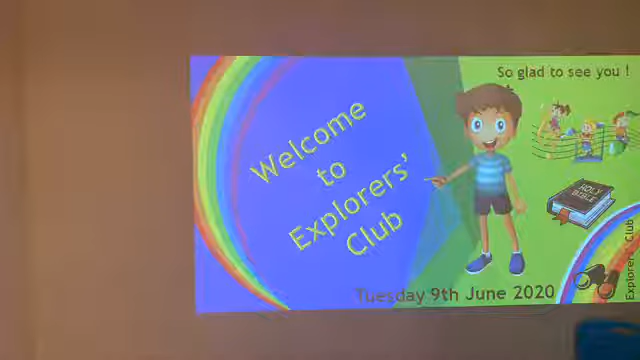 So glad to see you !
Welcome
to
Explorers'
Club
HOLY
BIBLE
Tuesday 9th June 2020
Explorers' Club